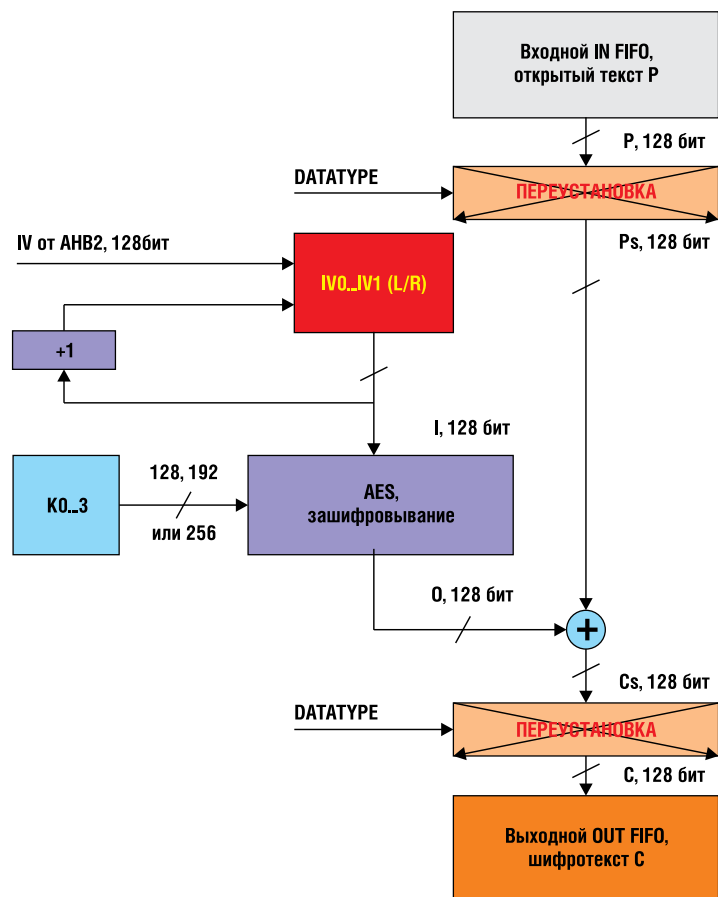 Входной IN FIFO,
открытый текст P
P, 128 бит
DATATYPE
ПЕРЕУСТАНОВКА
Ps, 128 бит
IV от AHB2, 128бит
IV0...IV1 (L/R)
+1
I, 128 бит
K0...3
128, 192
или 256
AES,
зашифровывание
O, 128 бит
+
Cs, 128 бит
DATATYPE
ПЕРЕУСТАНОВКА
C, 128 бит
Выходной OUT FIFO,
шифротекст C